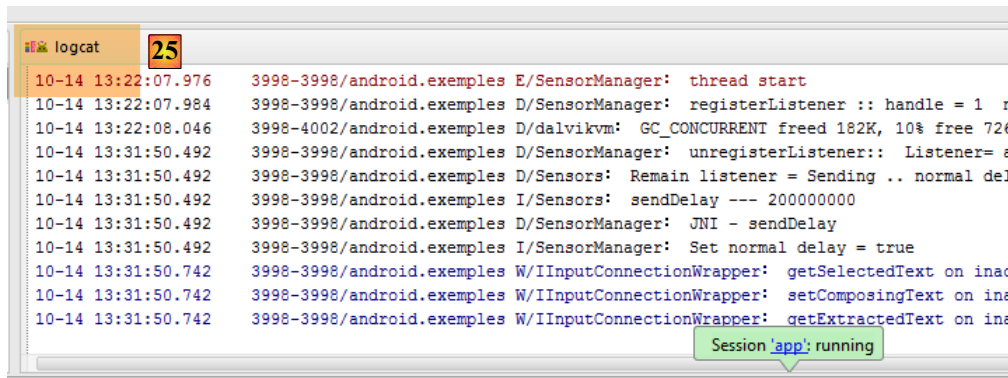 logcat
25
10-14 13:22:07.976 3998-3998/android.exemples E/SensorManager: thread start
10-14 13:22:07.984 3998-3998/android.exemples D/SensorManager: registerListener :: handle = 1
10-14 13:22:08.046 3998-4002/android.exemples D/dalvikvm: GC_CONCURRENT freed 182K, 10% free 726
10-14 13:31:50.492 3998-3998/android.exemples D/SensorManager: unregisterListener:: Listener= a
10-14 13:31:50.492 3998-3998/android.exemples D/Sensors: Remain listener = Sending .. normal del
10-14 13:31:50.492 3998-3998/android.exemples I/Sensors: sendDelay --- 200000000
10-14 13:31:50.492 3998-3998/android.exemples D/SensorManager: JNI - sendDelay
10-14 13:31:50.492 3998-3998/android.exemples I/SensorManager: Set normal delay = true
10-14 13:31:50.742 3998-3998/android.exemples W/IInputConnectionWrapper: getSelectedText on inac
10-14 13:31:50.742 3998-3998/android.exemples W/IInputConnectionWrapper: setComposingText on ina
10-14 13:31:50.742 3998-3998/android.exemples W/IInputConnectionWrapper: getExtractedText on ina
Session 'app': running